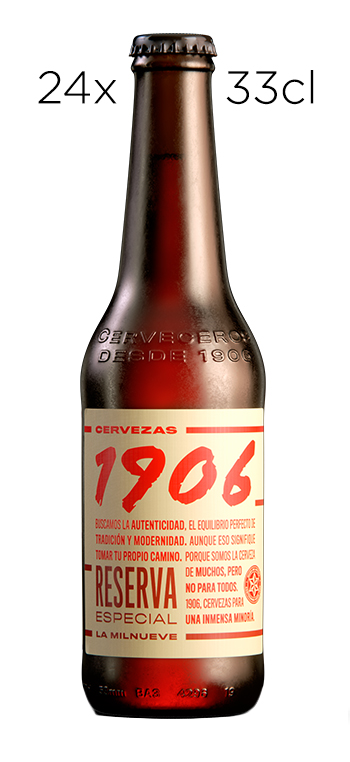 24x 33cl
CERVECEROS
DESDE 1906
CERVEZAS
1906
BUSCAMOS LA AUTENTICIDAD, EL EQUILIBRIO PERFECTO DE
TRADICIÓN Y MODERNIDAD. AUNQUE ESO SIGNIFIQUE
TOMAR TU PROPIO CAMINO. PORQUE SOMOS LA CERVEZA
DE MUCHOS, PERO
NO PARA TODOS.
1906, CERVEZAS PARA
UNA INMENSA MINORÍA.
RESERVA
ESPECIAL
LA MILNUEVE